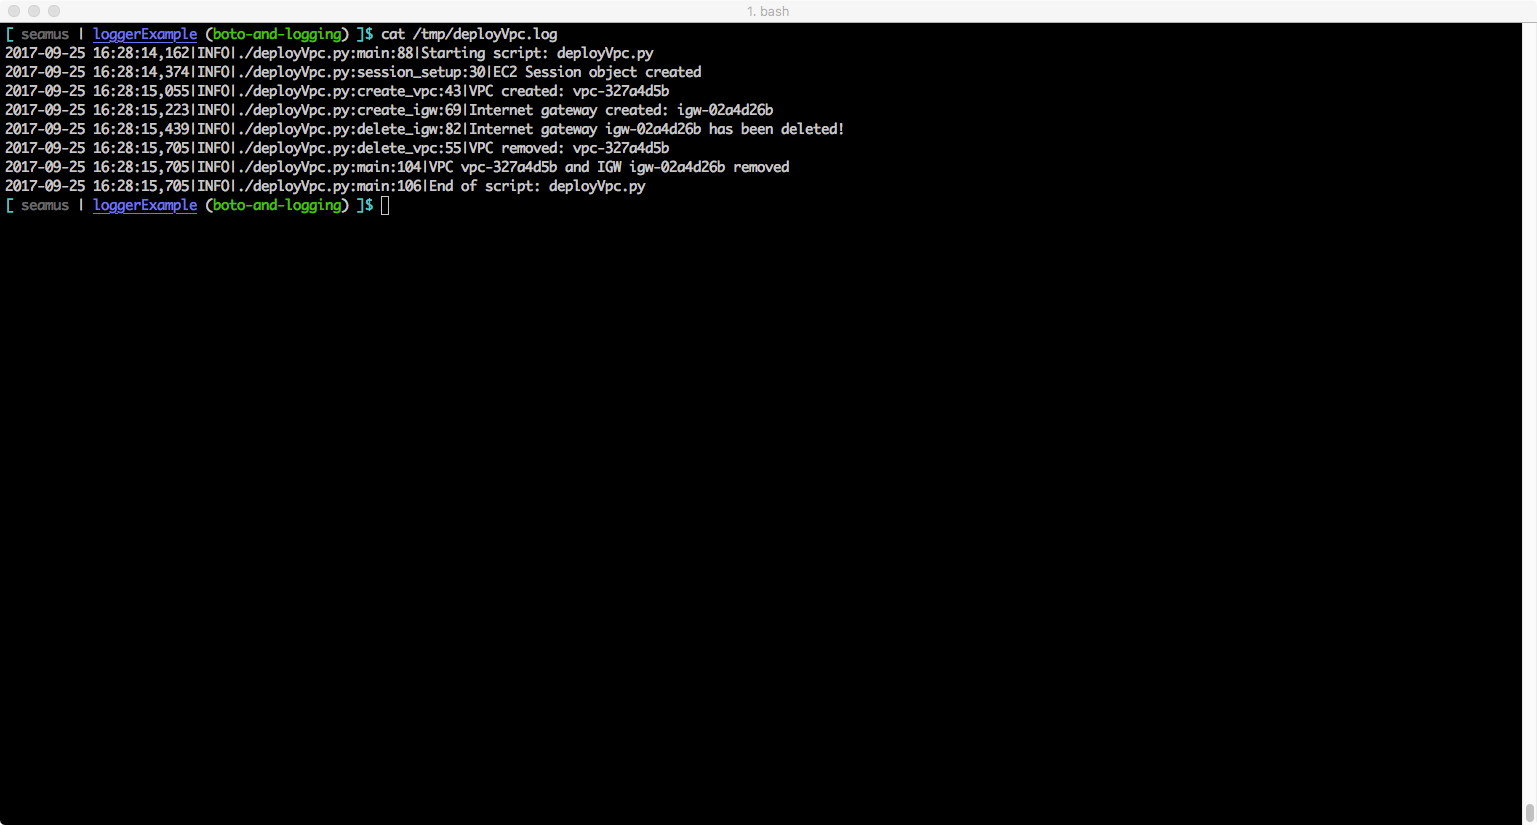 1. bash
[ seamus | loggerExample (boto-and-logging) ]$ cat /tmp/deployVpc.log
2017-09-25 16:28:14,162|INFO|./deployVpc.py:main:88|Starting script: deployVpc.py
2017-09-25 16:28:14,374|INFO|./deployVpc.py:session_setup:30|EC2 Session object created
2017-09-25 16:28:15,055|INFO|./deployVpc.py:create_vpc:43|VPC created: vpc-327a4d5b
2017-09-25 16:28:15,223|INFO|./deployVpc.py:create_igw:69|Internet gateway created: igw-02a4d26b
2017-09-25 16:28:15,439|INFO|./deployVpc.py:delete_igw:82|Internet gateway igw-02a4d26b has been deleted!
2017-09-25 16:28:15,705|INFO|./deployVpc.py:delete_vpc:55|VPC removed: vpc-327a4d5b
2017-09-25 16:28:15,705|INFO|./deployVpc.py:main:104|VPC vpc-327a4d5b and IGW igw-02a4d26b removed
2017-09-25 16:28:15,705|INFO|./deployVpc.py:main:106|End of script: deployVpc.py
[ seamus | loggerExample (boto-and-logging) ]$